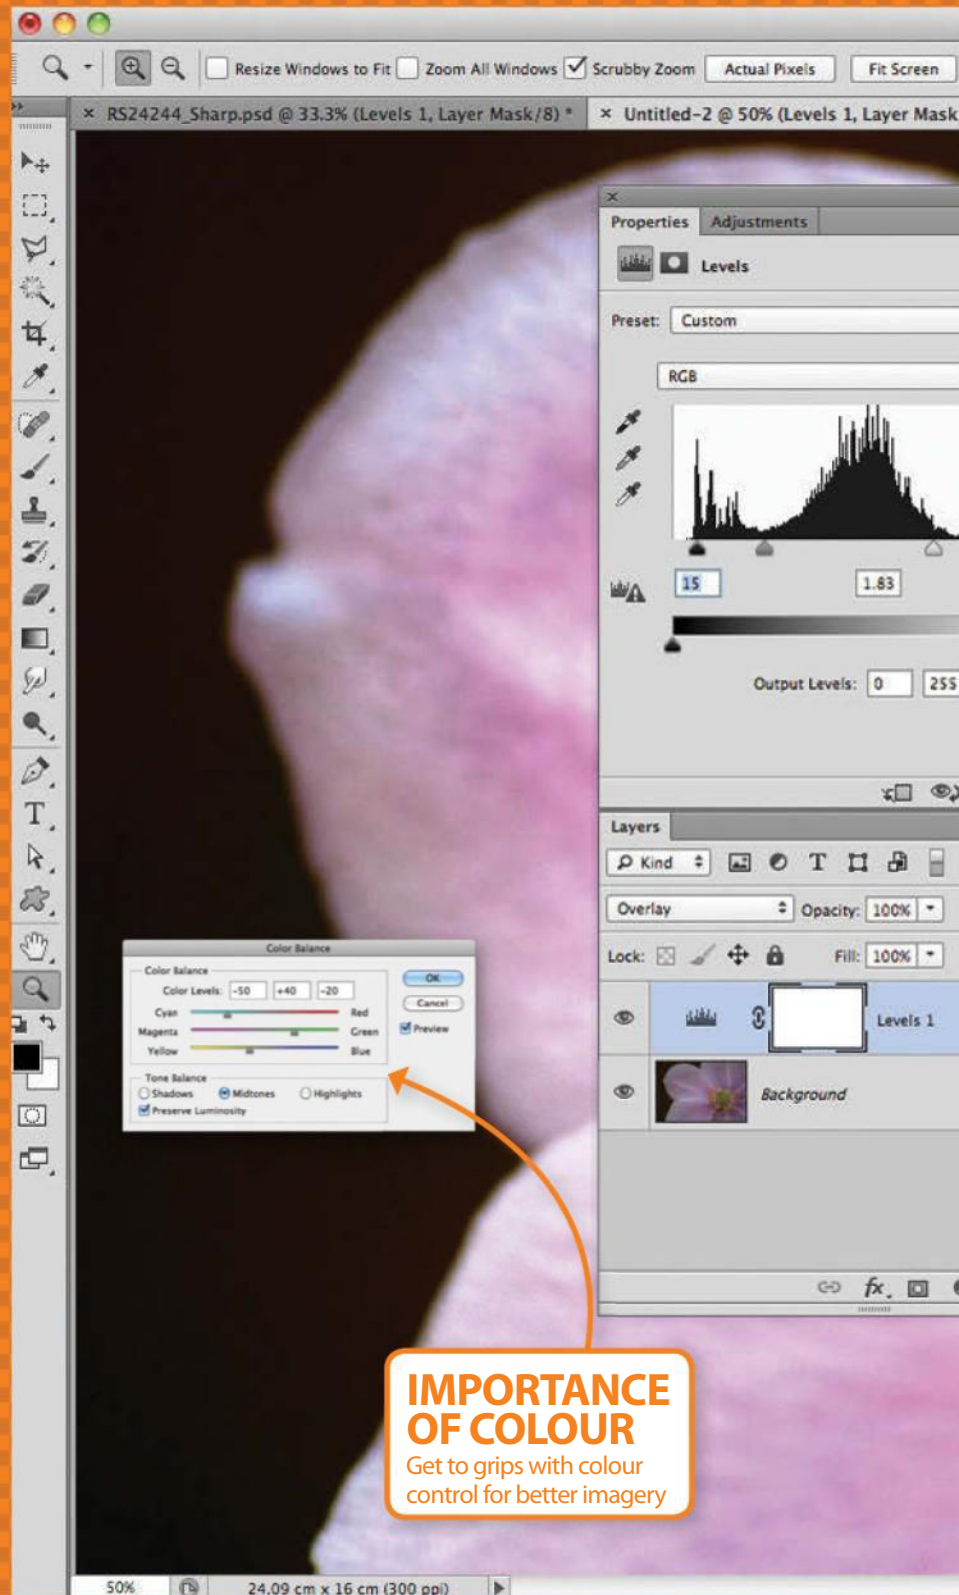 Resize Windows to Fit Zoom All Windows Scrubby Zoom Actual Pixels Fit Screen
× RS24244_Sharp.psd @ 33.3% (Levels 1, Layer Mask/8) * × Untitled-2 @ 50% (Levels 1, Layer Mask
Properties Adjustments
Levels
Preset: Custom
RGB
15 1.83
Output Levels: 0 255
Layers
Kind
Overlay Opacity: 100%
Lock: Fill: 100%
Levels 1
Background
Color Balance
Color Balance
Color Levels: -50 +40 -20
Cyan Red
Magenta Green
Yellow Blue
Tone Balance
Shadows Midtones Highlights
Preserve Luminosity
OK
Cancel
Preview
IMPORTANCE
OF COLOUR
Get to grips with colour
control for better imagery
50% 24.09 cm x 16 cm (300 ppi)